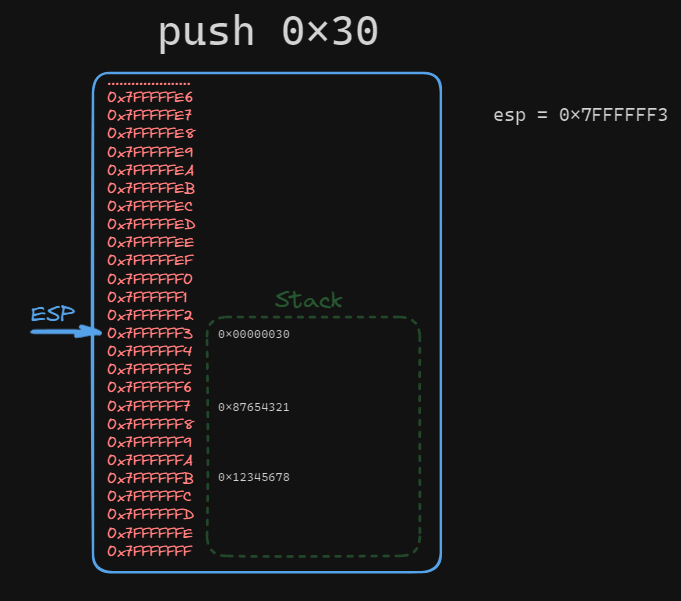 push 0×30
.....................
0x7FFFFFE6
0x7FFFFFE7
esp = 0×7FFFFFF3
0x7FFFFFE8
0x7FFFFFE9
0x7FFFFFEA
0x7FFFFFEB
0x7FFFFFEC
0x7FFFFFED
0x7FFFFFEE
0x7FFFFFEF
0x7FFFFFF0
0x7FFFFFF1
Stack
0x7FFFFFF2
ESP
0x7FFFFFF3 0×00000030
0x7FFFFFF4
0x7FFFFFF5
0x7FFFFFF6
0x7FFFFFF7 0×87654321
0x7FFFFFF8
0x7FFFFFF9
0x7FFFFFFA
0x7FFFFFFB 0×12345678
0x7FFFFFFC
0x7FFFFFFD
0x7FFFFFFE
0x7FFFFFFF